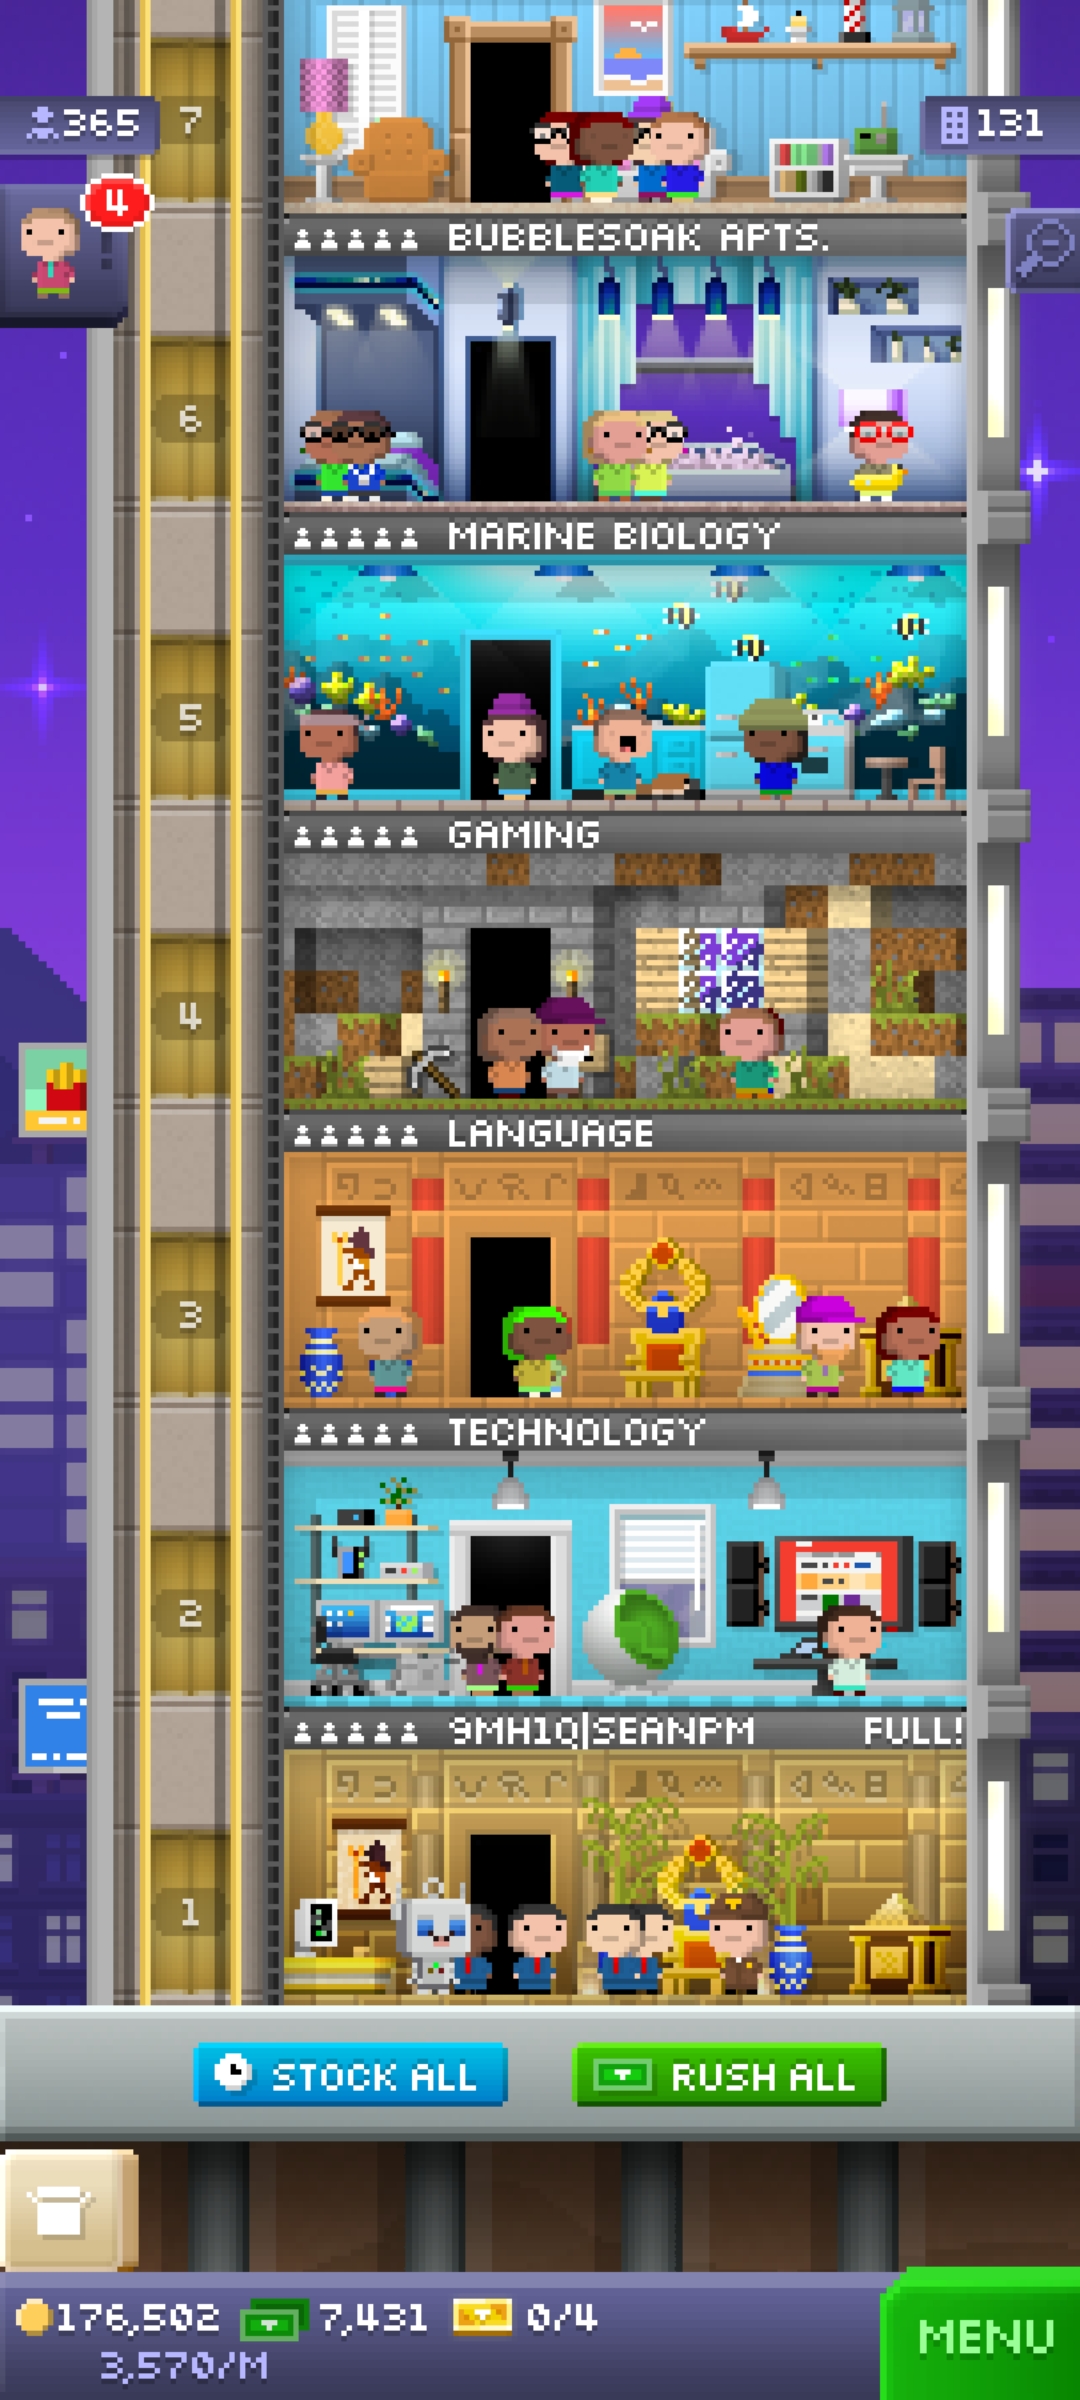 7
365
131
4
BUBBLESOAK APTS.
6
MARINE BIOLOGY
5
GAMING
4
LANGUAGE
3
TECHNOLOGY
2
9MH1Q|SEANPM FULL!
1
STOCK ALL
RUSH ALL
176,502 7,431 0/4
3,570/M
MENU